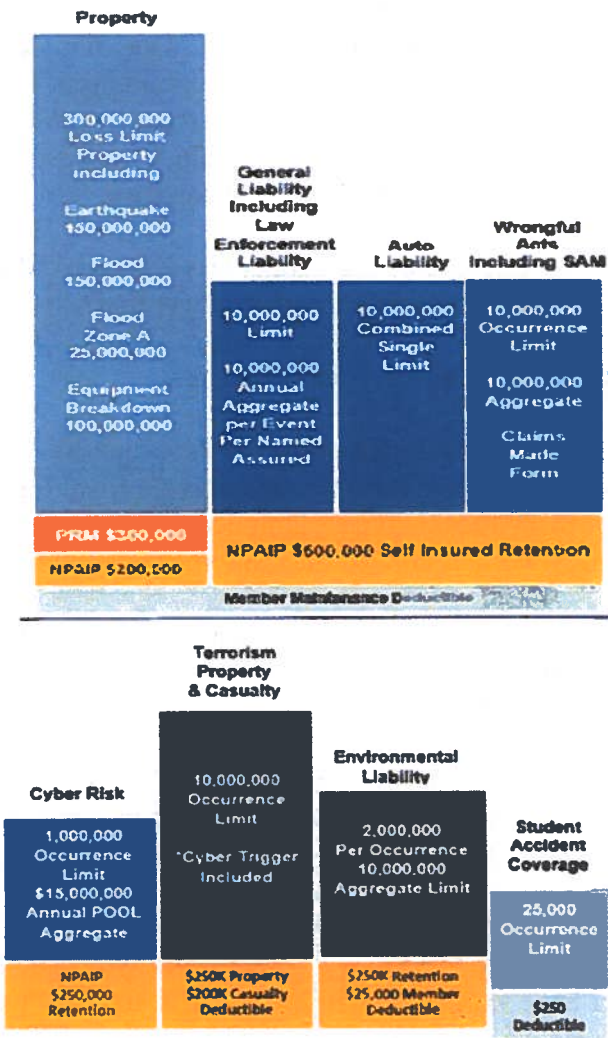 Property
300,000,000
Loss Limit
Property
including
Earthquake
150,000,000
Flood
150,000,000
Flood
Zone A
25,000,000
Equipment
Breakdown
100,000,000
General
Liability
Including
Law
Enforcement
Liability
10,000,000
Limit
10,000,000
Annual
Aggregate
per Event
Per Named
Assured
Auto
Liability
10,000,000
Combined
Single
Limit
Wrongful
Acts
Including SAM
10,000,000
Occurrence
Limit
10,000,000
Aggregate
Claims
Made
Form
PRM $300,000
NPAIP $200,000
NPAIP $600,000 Self Insured Retention
Member Maintenance Deductible
Cyber Risk
1,000,000
Occurrence
Limit
$15,000,000
Annual POOL
Aggregate
NPAIP
$250,000
Retention
Terrorism
Property
& Casualty
10,000,000
Occurrence
Limit
*Cyber Trigger
Included
$250K Property
$200K Casualty
Deductible
Environmental
Liability
2,000,000
Per Occurrence
10,000,000
Aggregate Limit
$250K Retention
$25,000 Member
Deductible
Student
Accident
Coverage
25,000
Occurrence
Limit
$250
Deductible